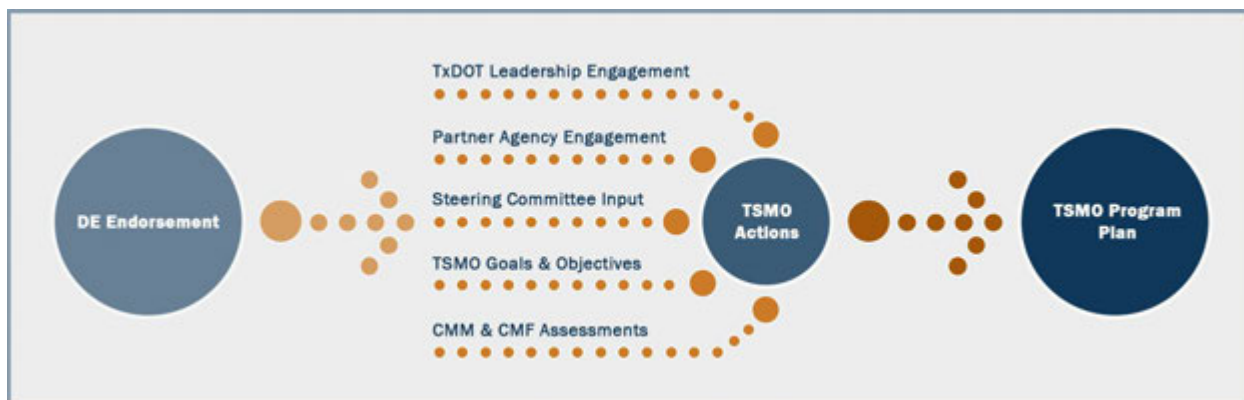 DE Endorsement
TxDOT Leadership Engagement
Partner Agency Engagement
Steering Committee Input
TSMO Goals & Objectives
CMM & CMF Assessments
TSMO
Actions
TSMO Program
Plan